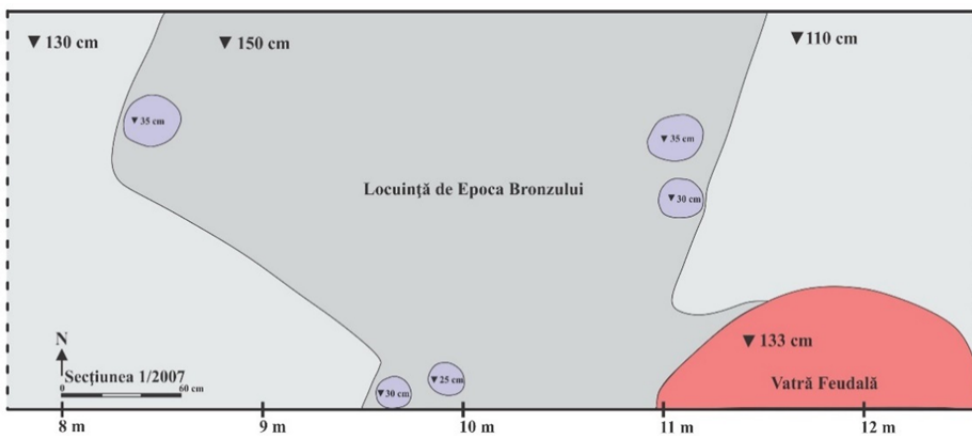 ▼ 130 cm
▼ 150 cm
▼ 110 cm
▼ 35 cm
▼ 35 cm
Locuință de Epoca Bronzului
▼ 30 cm
N
▼ 133 cm
Secțiunea 1/2007
0
60 cm
▼ 25 cm
▼ 30 cm
Vatră Feudală
8 m
9 m
10 m
11 m
12 m